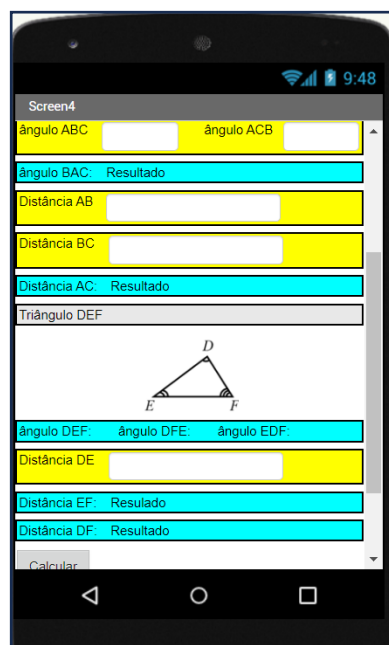 9:48
Screen4
ângulo ABC ângulo ACB
ângulo BAC: Resultado
Distância AB
Distância BC
Distância AC: Resultado
Triângulo DEF
D
E F
ângulo DEF: ângulo DFE: ângulo EDF:
Distância DE
Distância EF: Resulado
Distância DF: Resultado
Calcular